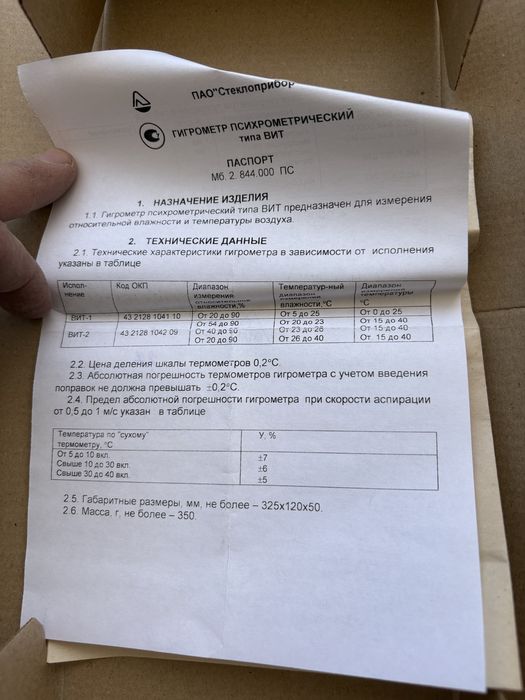 ПАО"Стеклоприбор
ГИГРОМЕТР ПСИХРОМЕТРИЧЕСКИЙ
типа ВИТ
ПАСПОРТ
Мб. 2. 844.000 ПС
1. НАЗНАЧЕНИЕ ИЗДЕЛИЯ
1.1. Гигрометр психрометрический типа ВИТ предназначен для измерения
относительной влажности и температуры воздуха.
2. ТЕХНИЧЕСКИЕ ДАННЫЕ
2.1. Технические характеристики гигрометра в зависимости от исполнения
указаны в таблице
Испол- Код ОКП Диапазон Температур-ный Диапазон
нение измерения диапазон измерения температуры
относительной влажности,% влажности,°С °С
ВИТ-1 43 2128 1041 10 От 20 до 90 От 5 до 25 От 0 до 25
От 54 до 90 От 20 до 23 От 15 до 40
ВИТ-2 43 2128 1042 09 От 40 до 90 От 23 до 26 От 15 до 40
От 20 до 90 От 26 до 40 От 15 до 40
2.2. Цена деления шкалы термометров 0,2°С.
2.3. Абсолютная погрешность термометров гигрометра с учетом введения
поправок не должна превышать ±0,2°С.
2.4. Предел абсолютной погрешности гигрометра при скорости аспирации
от 0,5 до 1 м/с указан в таблице
Температура по "сухому" У, %
термометру, °С
От 5 до 10 вкл. ±7
Свыше 10 до 30 вкл. ±6
Свыше 30 до 40 вкл. ±5
2.5. Габаритные размеры, мм, не более – 325х120х50.
2.6. Масса, г, не более – 350.